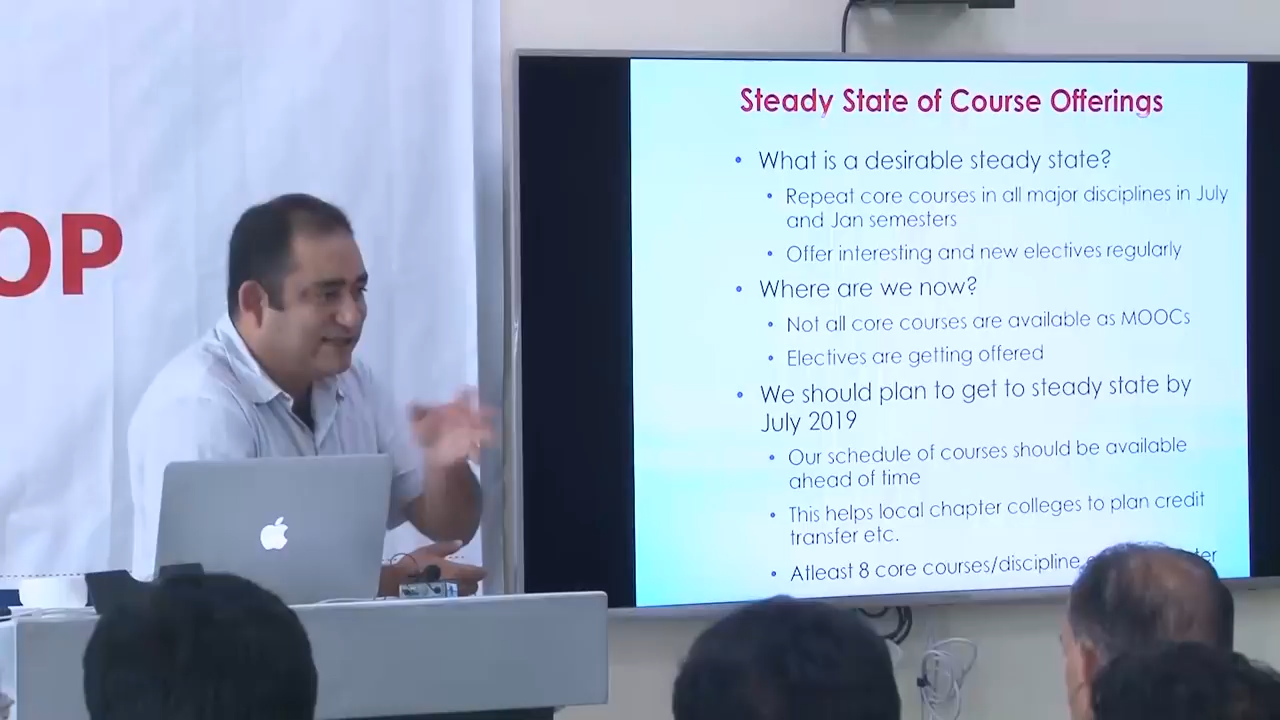 OP
Steady State of Course Offerings
• What is a desirable steady state?
• Repeat core courses in all major disciplines in July
and Jan semesters
• Offer interesting and new electives regularly
• Where are we now?
• Not all core courses are available as MOOCs
• Electives are getting offered
• We should plan to get to steady state by
July 2019
• Our schedule of courses should be available
ahead of time
• This helps local chapter colleges to plan credit
transfer etc.
• Atleast 8 core courses/discipline